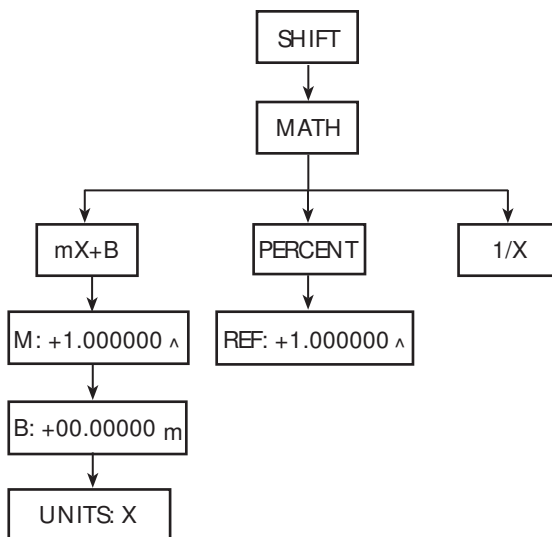 SHIFT
MATH
mX+B
PERCENT
1/X
M: +1.000000 ^
REF: +1.000000 ^
B: +00.00000 m
UNITS: X